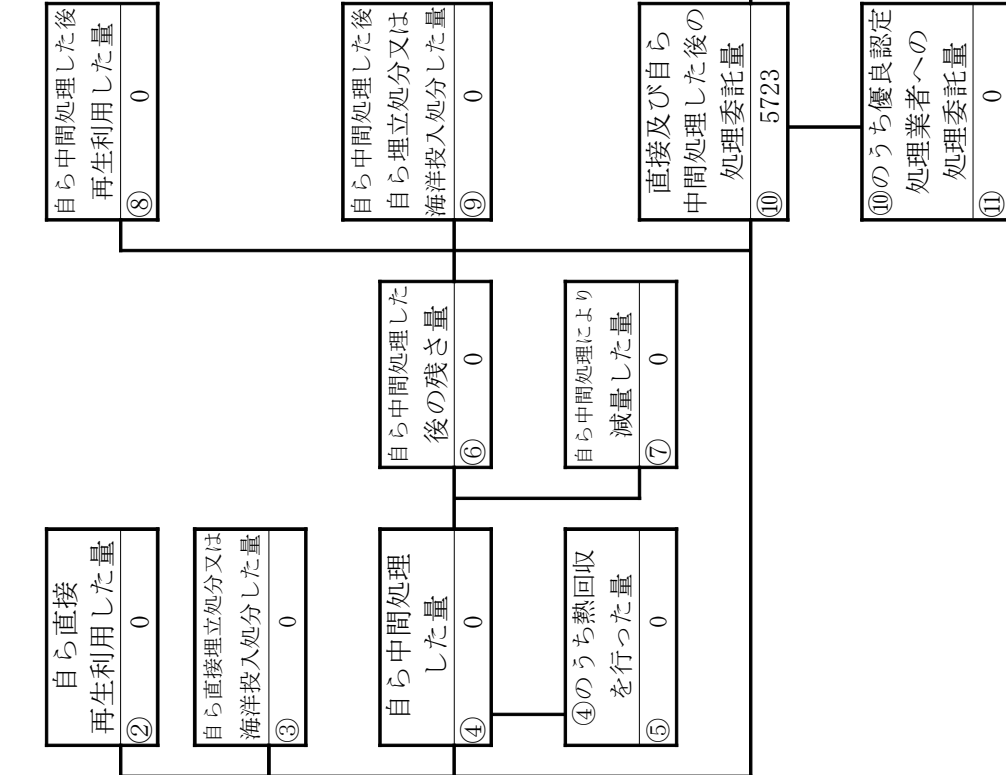 自ら直接
再生利用した量
② 0
自ら直接埋立処分又は
海洋投入処分した量
③ 0
自ら中間処理
した量
④ 0
④のうち熱回収
を行った量
⑤ 0
自ら中間処理した
後の残さ量
⑥ 0
自ら中間処理により
減量した量
⑦ 0
自ら中間処理した後
再生利用した量
⑧ 0
自ら中間処理した後
自ら埋立処分又は
海洋投入処分した量
⑨ 0
直接及び自ら
中間処理した後の
処理委託量
⑩ 5723
⑩のうち優良認定
処理業者への
処理委託量
⑪ 0